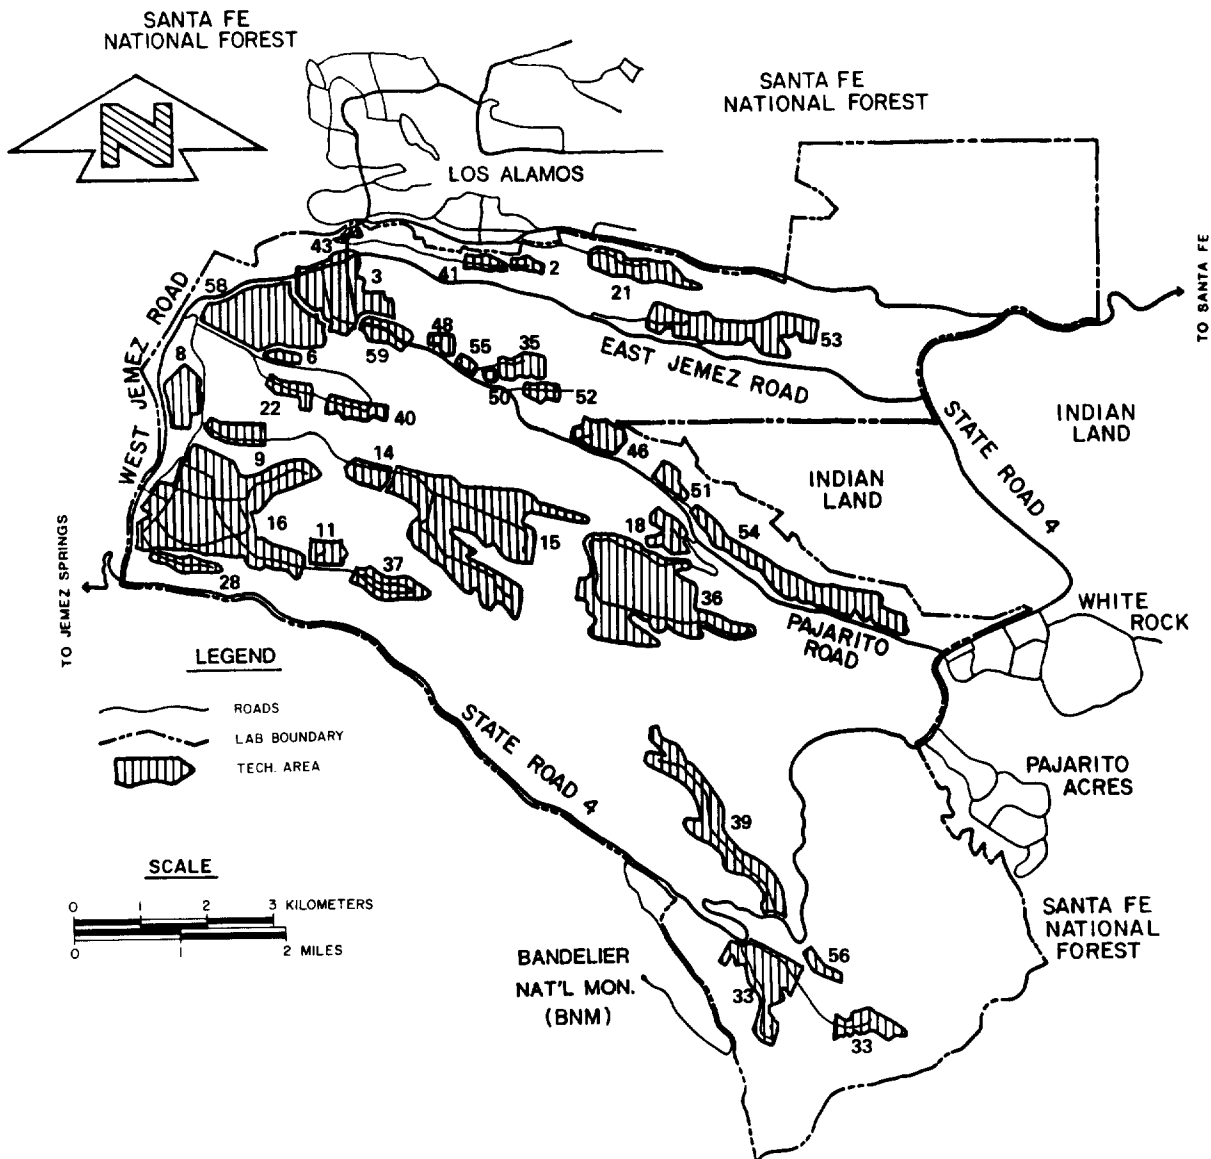 SANTA FE
NATIONAL FOREST
N
SANTA FE
NATIONAL FOREST
LOS ALAMOS
43
3
41
2
21
58
WEST JEMEZ ROAD
8
6
59
48
55
35
EAST JEMEZ ROAD
53
TO SANTA FE
22
40
50
52
STATE ROAD 4
INDIAN
LAND
9
14
46
51
INDIAN
LAND
16
11
15
18
54
28
37
36
PAJARITO
ROAD
WHITE
ROCK
TO JEMEZ SPRINGS
LEGEND
ROADS
LAB BOUNDARY
TECH. AREA
STATE ROAD 4
39
PAJARITO
ACRES
SCALE
0 1 2 3 KILOMETERS
0 1 2 MILES
BANDELIER
NAT'L MON.
(BNM)
33
56
33
SANTA FE
NATIONAL
FOREST